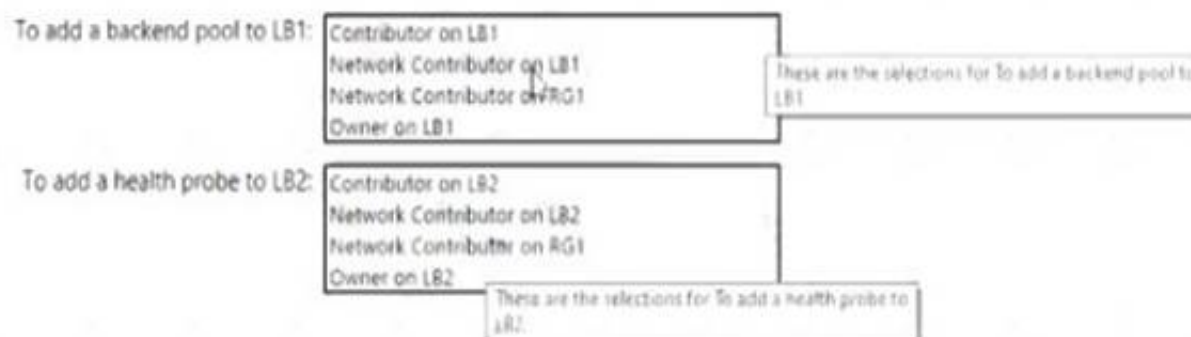 To add a backend pool to LB1:
Contributor on LB1
Network Contributor on LB1
Network Contributor on RG1
Owner on LB1
These are the selections for To add a backend pool to
LB1
To add a health probe to LB2:
Contributor on LB2
Network Contributor on LB2
Network Contributor on RG1
Owner on LB2
These are the selections for To add a health probe to
LB2.